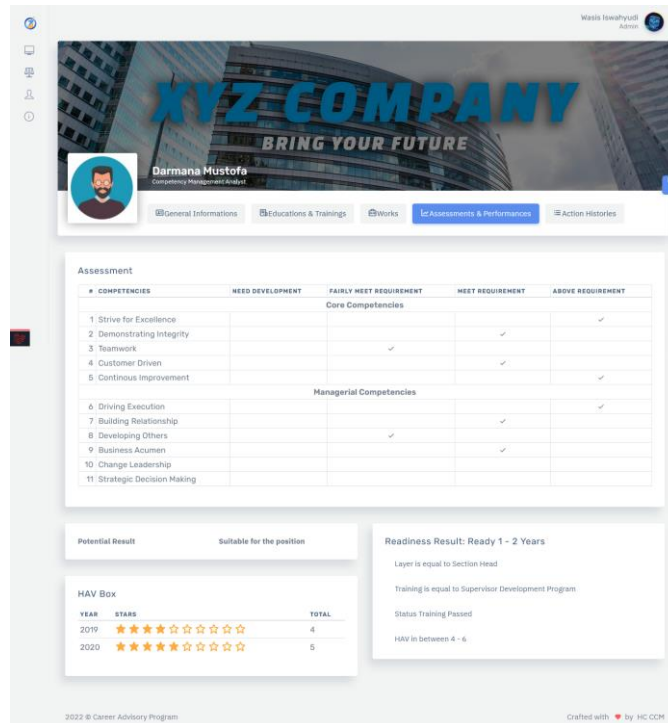 Wasis Iswahyudi
Admin
XYZ COMPANY
BRING YOUR FUTURE
Darmana Mustofa
Competency Management Analyst
General Informations
Educations & Trainings
Works
Assessments & Performances
Action Histories
Assessment
# COMPETENCIES NEED DEVELOPMENT FAIRLY MEET REQUIREMENT MEET REQUIREMENT ABOVE REQUIREMENT
Core Competencies
1 Strive for Excellence
2 Demonstrating Integrity
3 Teamwork
4 Customer Driven
5 Continous Improvement
Managerial Competencies
6 Driving Execution
7 Building Relationship
8 Developing Others
9 Business Acumen
10 Change Leadership
11 Strategic Decision Making
Potential Result Suitable for the position
HAV Box
YEAR STARS TOTAL
2019 4
2020 5
Readiness Result: Ready 1 - 2 Years
Layer is equal to Section Head
Training is equal to Supervisor Development Program
Status Training Passed
HAV in between 4 - 6
2022 © Career Advisory Program
Crafted with ♥ by HC CCM